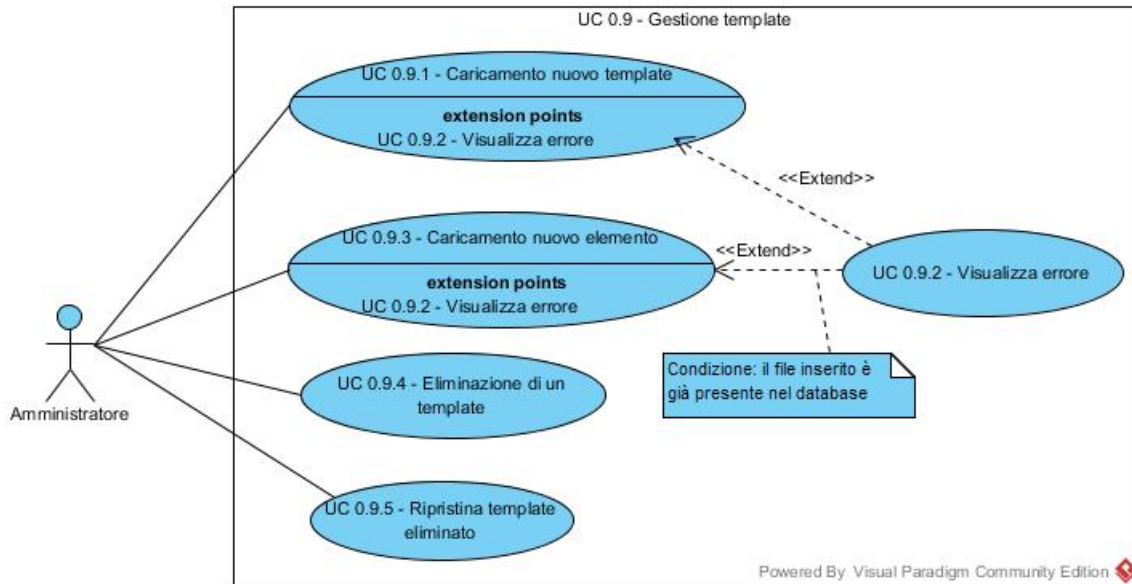 UC 0.9 - Gestione template
UC 0.9.1 - Caricamento nuovo template
extension points
UC 0.9.2 - Visualizza errore
<<Extend>>
UC 0.9.3 - Caricamento nuovo elemento
extension points
UC 0.9.2 - Visualizza errore
<<Extend>>
UC 0.9.2 - Visualizza errore
Condizione: il file inserito è
già presente nel database
UC 0.9.4 - Eliminazione di un
template
Amministratore
UC 0.9.5 - Ripristina template
eliminato
Powered By Visual Paradigm Community Edition